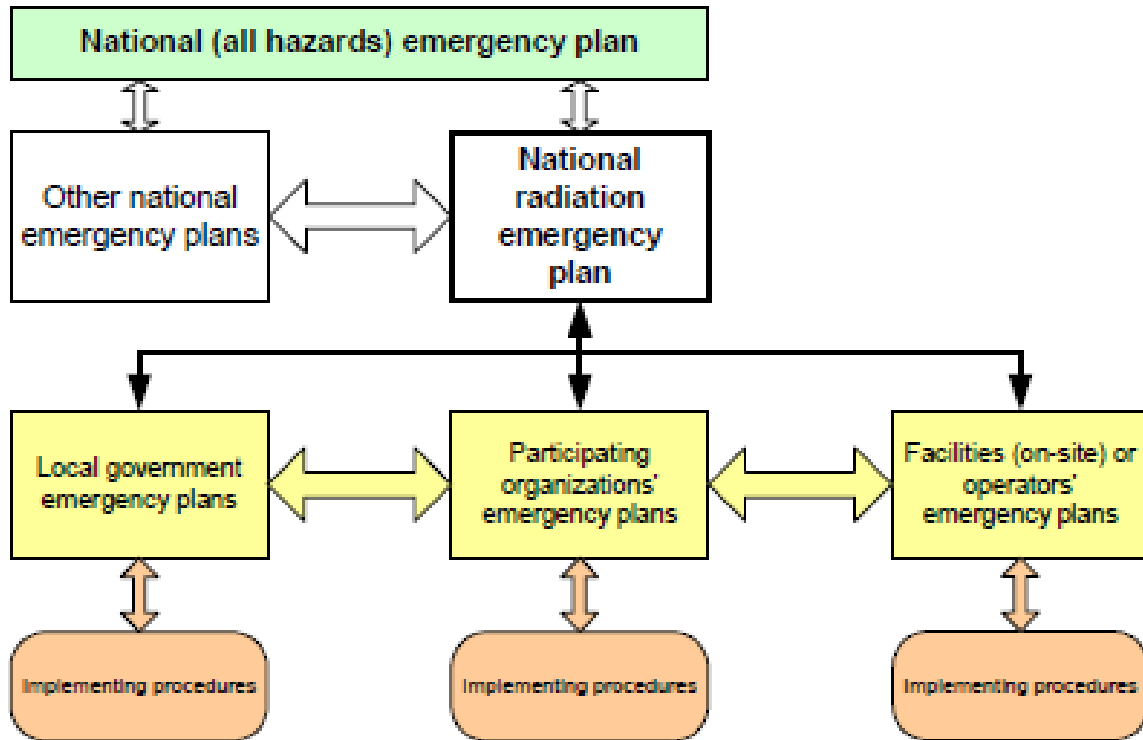 National (all hazards) emergency plan
Other national
emergency plans
National
radiation
emergency
plan
Local government
emergency plans
Participating
organizations'
emergency plans
Facilities (on-site) or
operators'
emergency plans
Implementing procedures
Implementing procedures
Implementing procedures